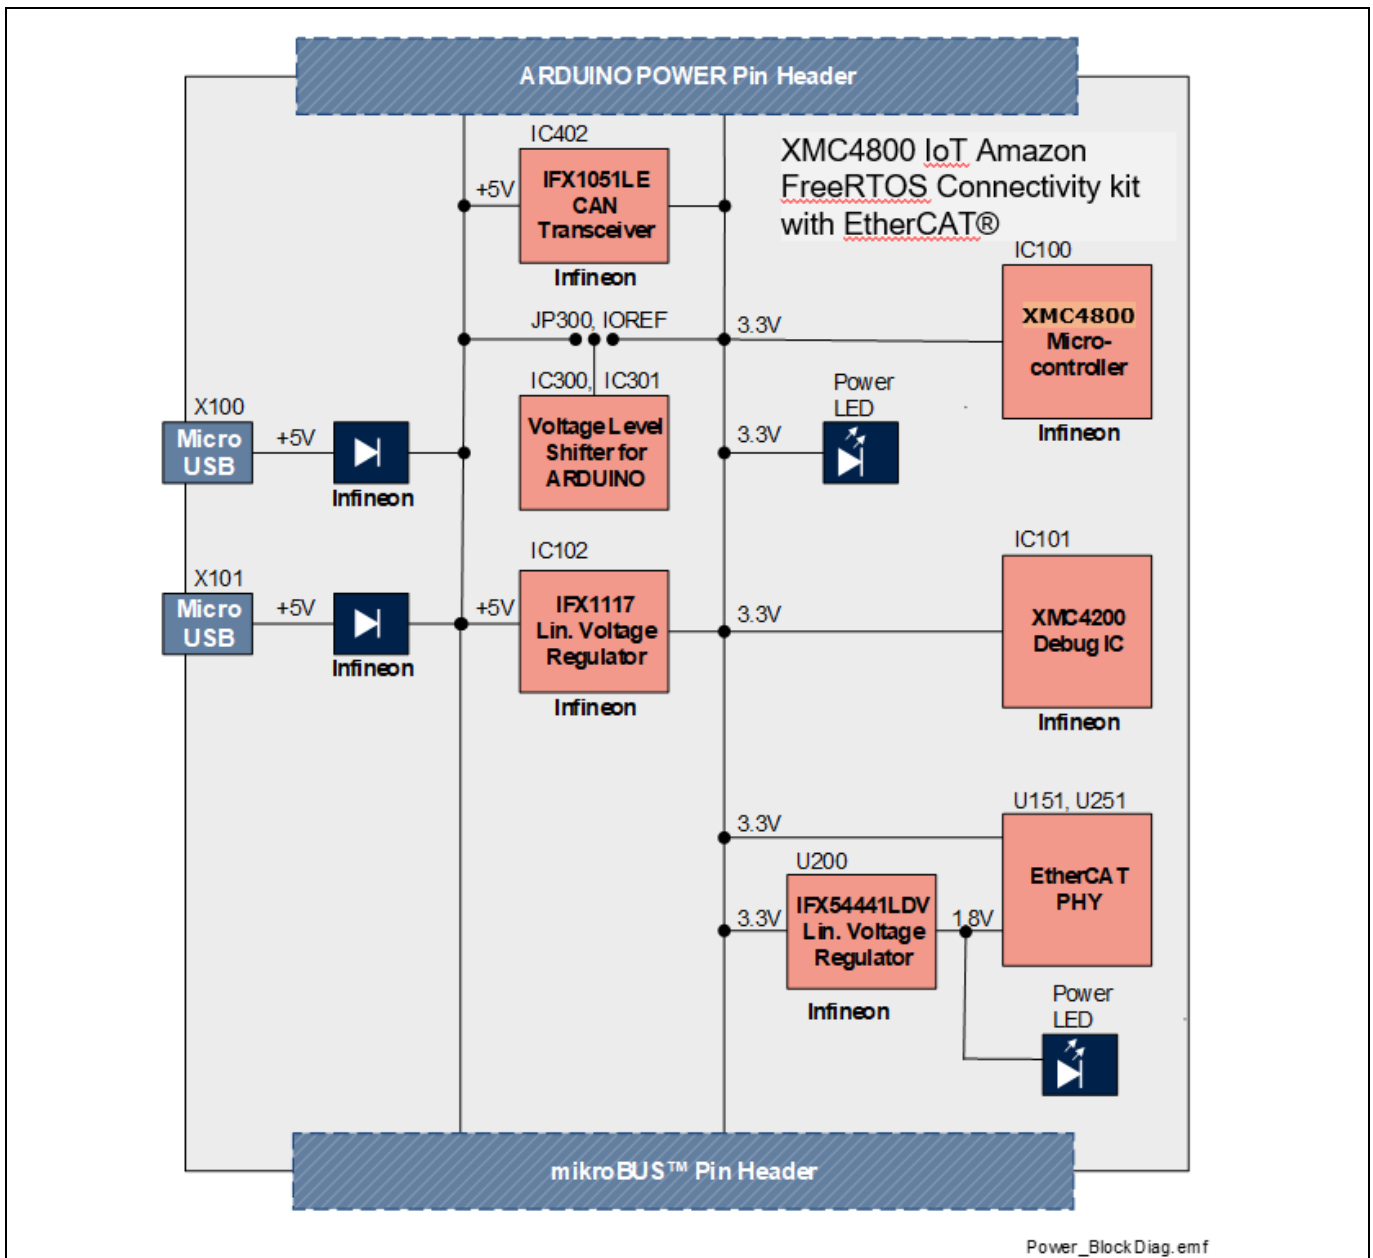 ARDUINO POWER Pin Header
IC402
IFX1051LE
CAN
Transceiver
Infineon
+5V
XMC4800 IoT Amazon
FreeRTOS Connectivity kit
with EtherCAT®
IC100
XMC4800
Micro-
controller
Infineon
JP300, IOREF
3.3V
IC300, IC301
Voltage Level
Shifter for
ARDUINO
Power
LED
3.3V
X100
Micro
USB
+5V
Infineon
X101
Micro
USB
+5V
Infineon
IC102
+5V
IFX1117
Lin. Voltage
Regulator
Infineon
3.3V
IC101
XMC4200
Debug IC
Infineon
U151, U251
3.3V
EtherCAT
PHY
U200
3.3V
IFX54441LDV
Lin. Voltage
Regulator
Infineon
1.8V
Power
LED
mikroBUS™ Pin Header
Power_BlockDiag.emf